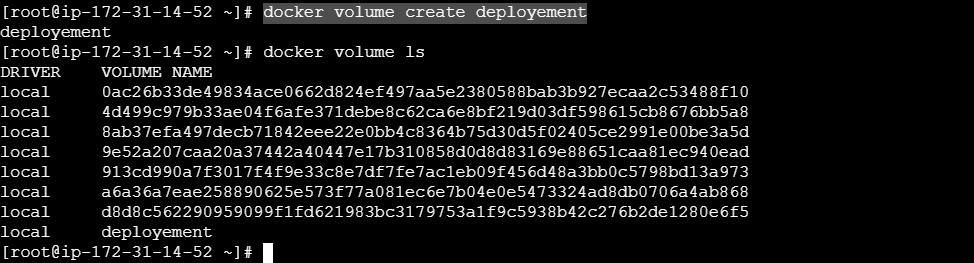 [root@ip-172-31-14-52 ~]# docker volume create deployement
deployement
[root@ip-172-31-14-52 ~]# docker volume ls
DRIVER    VOLUME NAME
local     0ac26b33de49834ace0662d824ef497aa5e2380588bab3b927ecaa2c53488f10
local     4d499c979b33ae04f6afe371debe8c62ca6e8bf219d03df598615cb8676bb5a8
local     8ab37efa497decb71842eee22e0bb4c8364b75d30d5f02405ce2991e00be3a5d
local     9e52a207caa20a37442a40447e17b310858d0d8d83169e88651caa81ec940ead
local     913cd990a7f3017f4f9e33c8e7df7fe7ac1eb09f456d48a3bb0c5798bd13a973
local     a6a36a7eae258890625e573f77a081ec6e7b04e0e5473324ad8db0706a4ab868
local     d8d8c562290959099f1fd621983bc3179753a1f9c5938b42c276b2de1280e6f5
local     deployement
[root@ip-172-31-14-52 ~]#